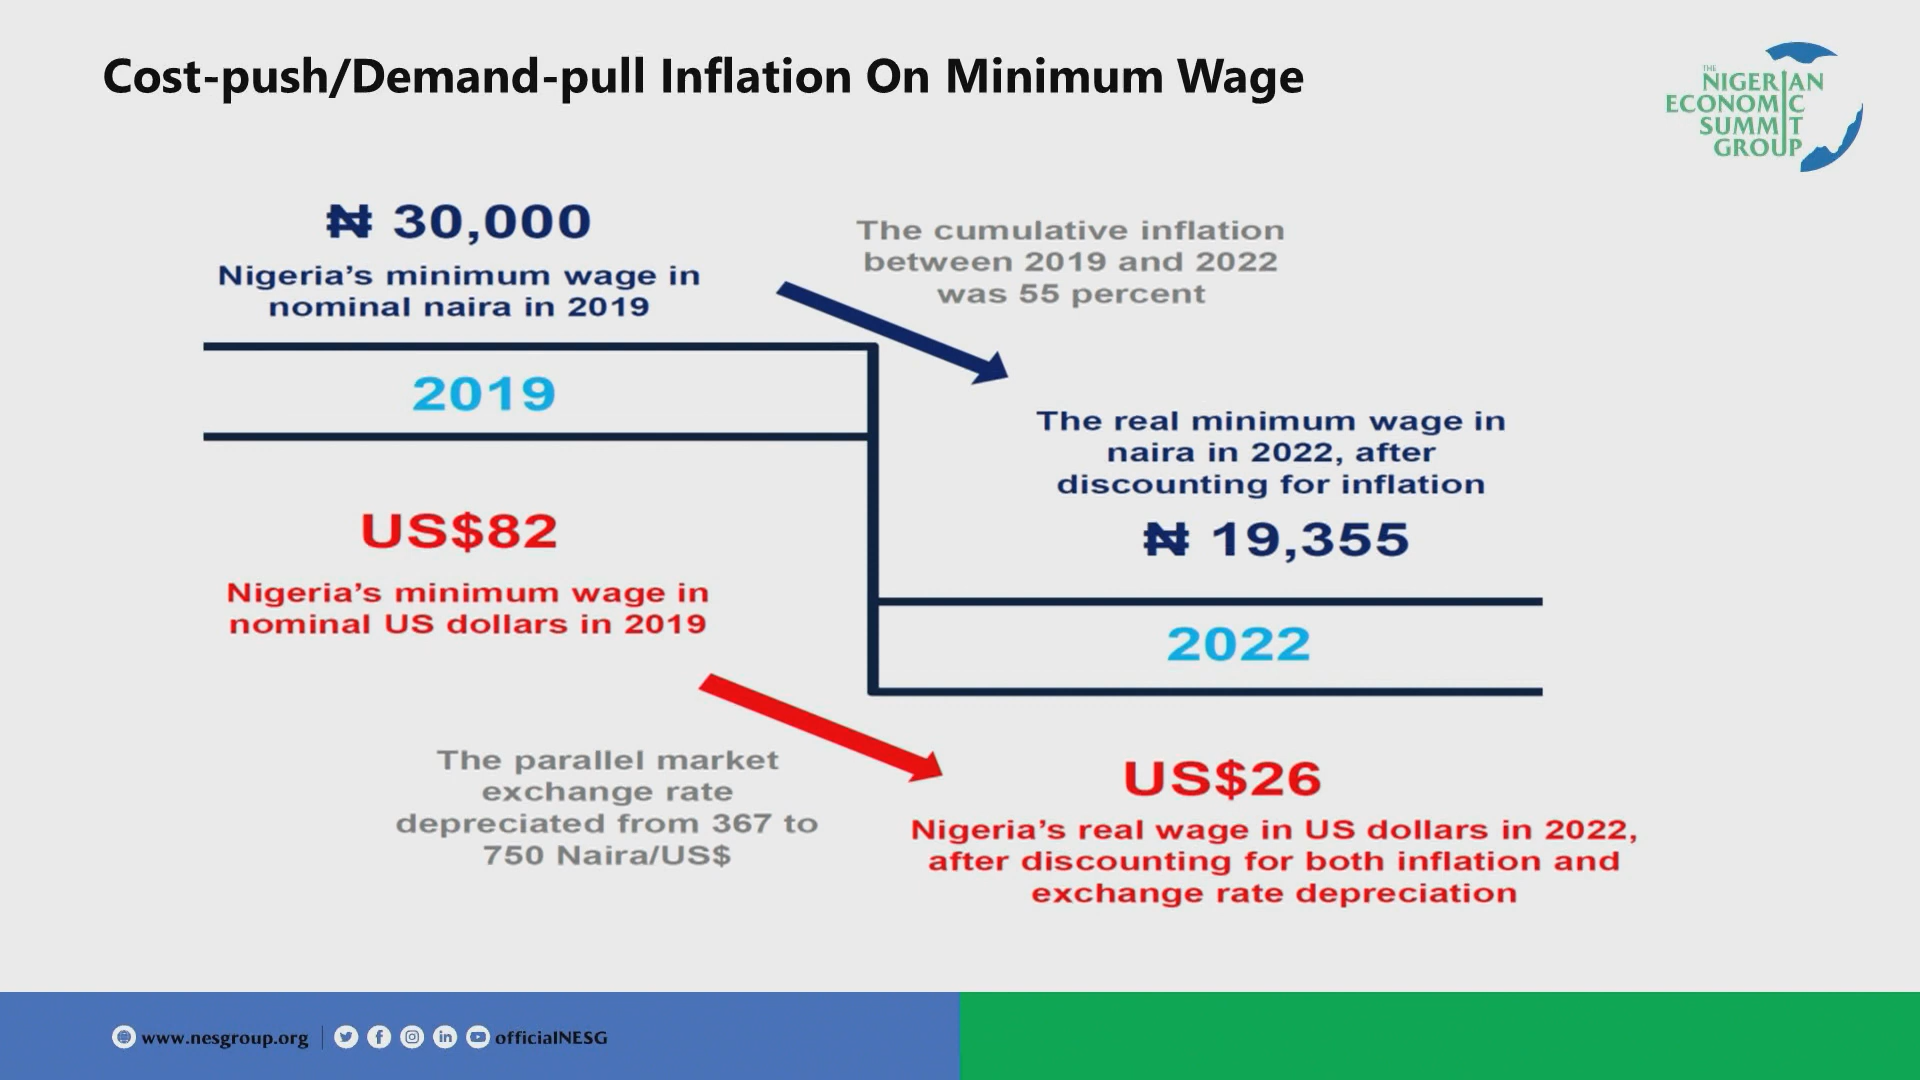 Cost-push/Demand-pull Inflation On Minimum Wage
THE
NIGERIAN
ECONOMIC
SUMMIT
GROUP
₦ 30,000
Nigeria’s minimum wage in
nominal naira in 2019
The cumulative inflation
between 2019 and 2022
was 55 percent
2019
The real minimum wage in
naira in 2022, after
discounting for inflation
₦ 19,355
US$82
Nigeria’s minimum wage in
nominal US dollars in 2019
2022
The parallel market
exchange rate
depreciated from 367 to
750 Naira/US$
US$26
Nigeria’s real wage in US dollars in 2022,
after discounting for both inflation and
exchange rate depreciation
www.nesgroup.org | officialNESG